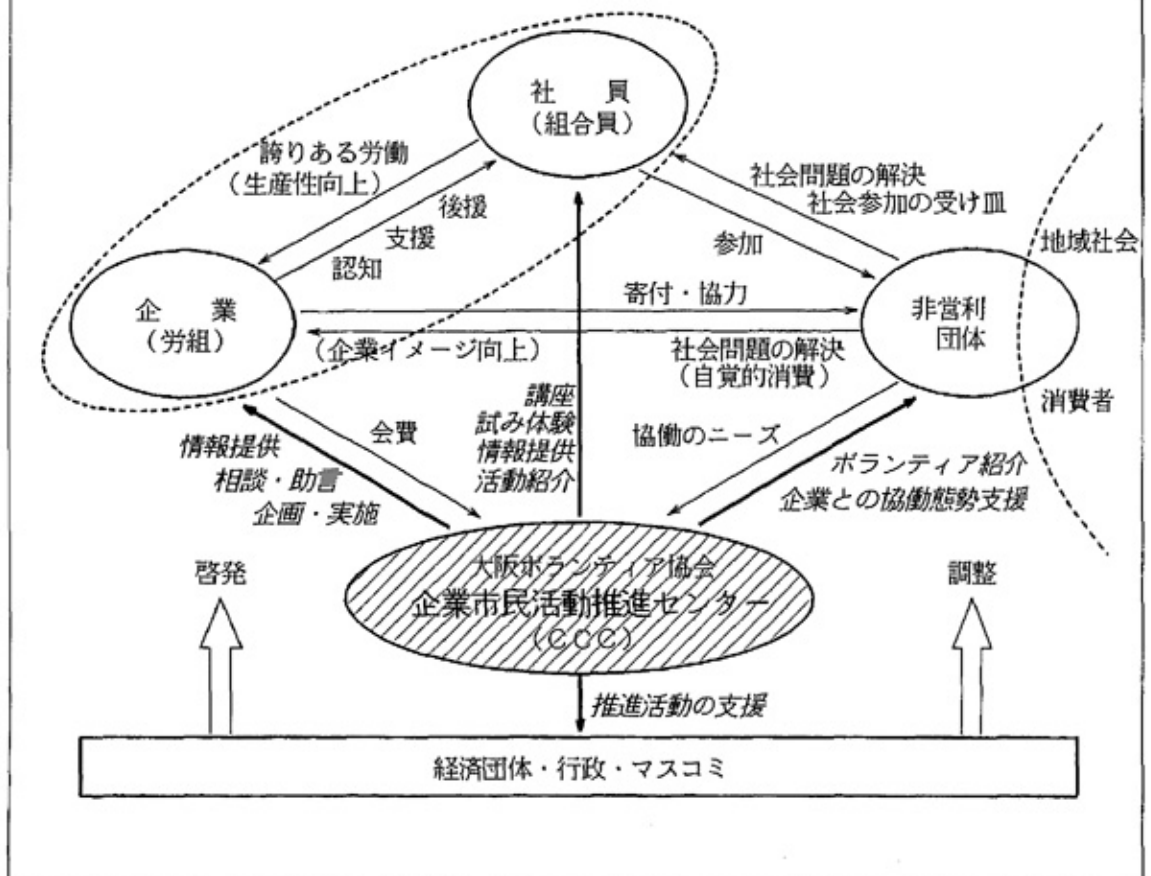 社　員
（組合員）
誇りある労働
（生産性向上）
後援
支援
認知
社会問題の解決
社会参加の受け皿
参加
地域社会
企　業
（労組）
寄付・協力
非営利
団体
（企業イメージ向上）
社会問題の解決
（自覚的消費）
消費者
講座
試み体験
情報提供
活動紹介
会費
協働のニーズ
情報提供
相談・助言
企画・実施
ボランティア紹介
企業との協働態勢支援
大阪ボランティア協会
企業市民活動推進センター
（ＣＣＣ）
啓発
調整
推進活動の支援
経済団体・行政・マスコミ